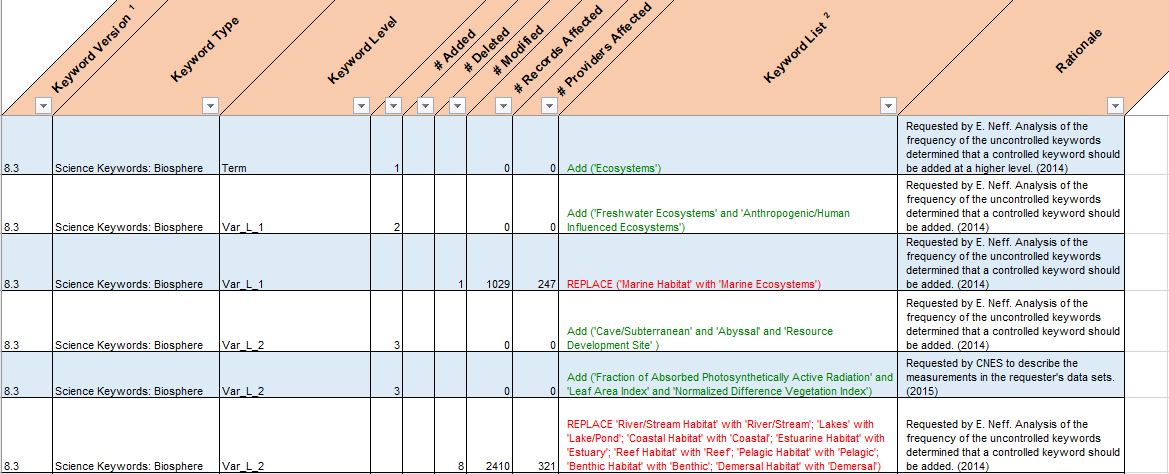 Keyword Version 1
Keyword Type
Keyword Level
# Added
# Deleted
# Modified
# Records Affected
# Providers Affected
Keyword List 2
Rationale
8.3 Science Keywords: Biosphere Term 1 0 0 Add ('Ecosystems')
Requested by E. Neff. Analysis of the
frequency of the uncontrolled keywords
determined that a controlled keyword should
be added at a higher level. (2014)
8.3 Science Keywords: Biosphere Var_L_1 2 0 0
Add ('Freshwater Ecosystems' and 'Anthropogenic/Human
Influenced Ecosystems')
Requested by E. Neff. Analysis of the
frequency of the uncontrolled keywords
determined that a controlled keyword should
be added. (2014)
8.3 Science Keywords: Biosphere Var_L_1 1 1029 247 REPLACE ('Marine Habitat' with 'Marine Ecosystems')
Requested by E. Neff. Analysis of the
frequency of the uncontrolled keywords
determined that a controlled keyword should
be added. (2014)
8.3 Science Keywords: Biosphere Var_L_2 3 0 0
Add ('Cave/Subterranean' and 'Abyssal' and 'Resource
Development Site' )
Requested by E. Neff. Analysis of the
frequency of the uncontrolled keywords
determined that a controlled keyword should
be added. (2014)
8.3 Science Keywords: Biosphere Var_L_2 3 0 0
Add ('Fraction of Absorbed Photosynthetically Active Radiation' and
'Leaf Area Index' and 'Normalized Difference Vegetation Index')
Requested by CNES to describe the
measurements in the requester's data sets.
(2015)
8.3 Science Keywords: Biosphere Var_L_2 8 2410 321
REPLACE 'River/Stream Habitat' with 'River/Stream'; 'Lakes' with
'Lake/Pond'; 'Coastal Habitat' with 'Coastal'; 'Estuarine Habitat' with
'Estuary'; 'Reef Habitat' with 'Reef'; 'Pelagic Habitat' with 'Pelagic';
'Benthic Habitat' with 'Benthic'; 'Demersal Habitat' with 'Demersal')
Requested by E. Neff. Analysis of the
frequency of the uncontrolled keywords
determined that a controlled keyword should
be added. (2014)